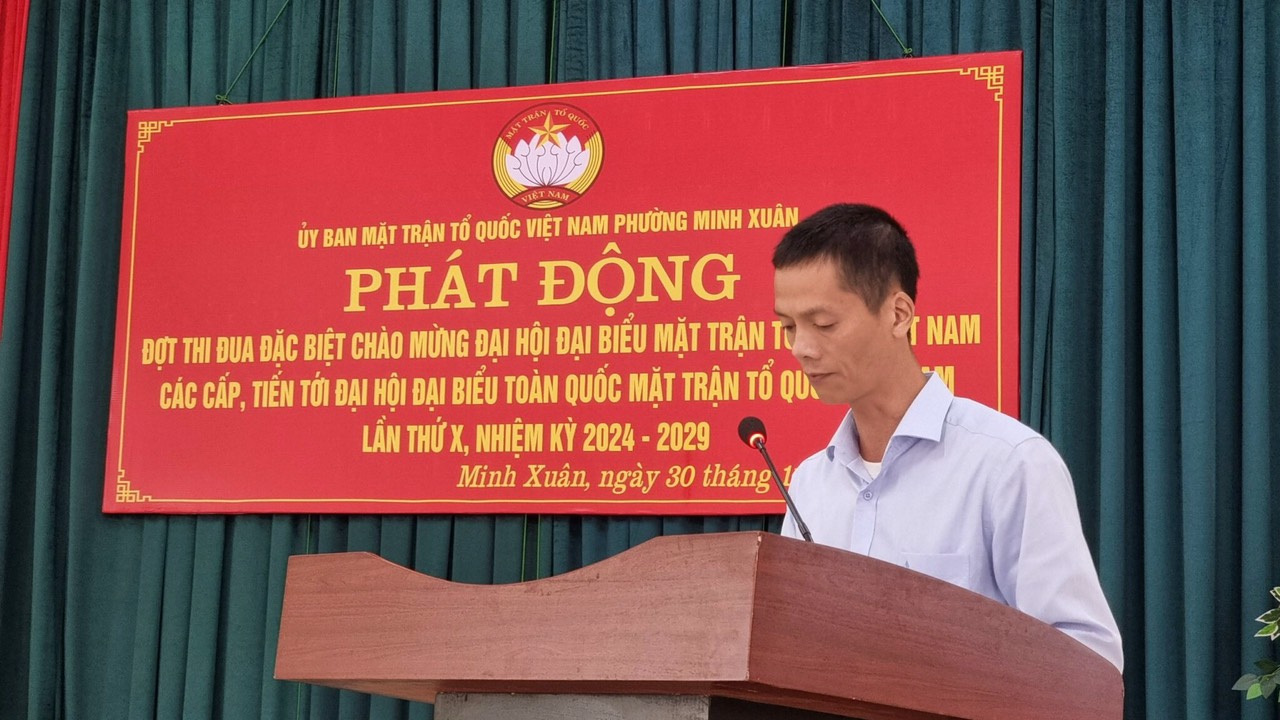 MẶT TRẬN TỔ QUỐC
VIỆT NAM
ỦY BAN MẶT TRẬN TỔ QUỐC VIỆT NAM PHƯỜNG MINH XUÂN
PHÁT ĐỘNG
ĐỢT THI ĐUA ĐẶC BIỆT CHÀO MỪNG ĐẠI HỘI ĐẠI BIỂU MẶT TRẬN NAM
CÁC CẤP, TIẾN TỚI ĐẠI HỘI ĐẠI BIỂU TOÀN QUỐC MẶT TRẬN TỔ
LẦN THỨ X, NHIỆM KỲ 2024 - 2029
Minh Xuân, ngày 30 tháng